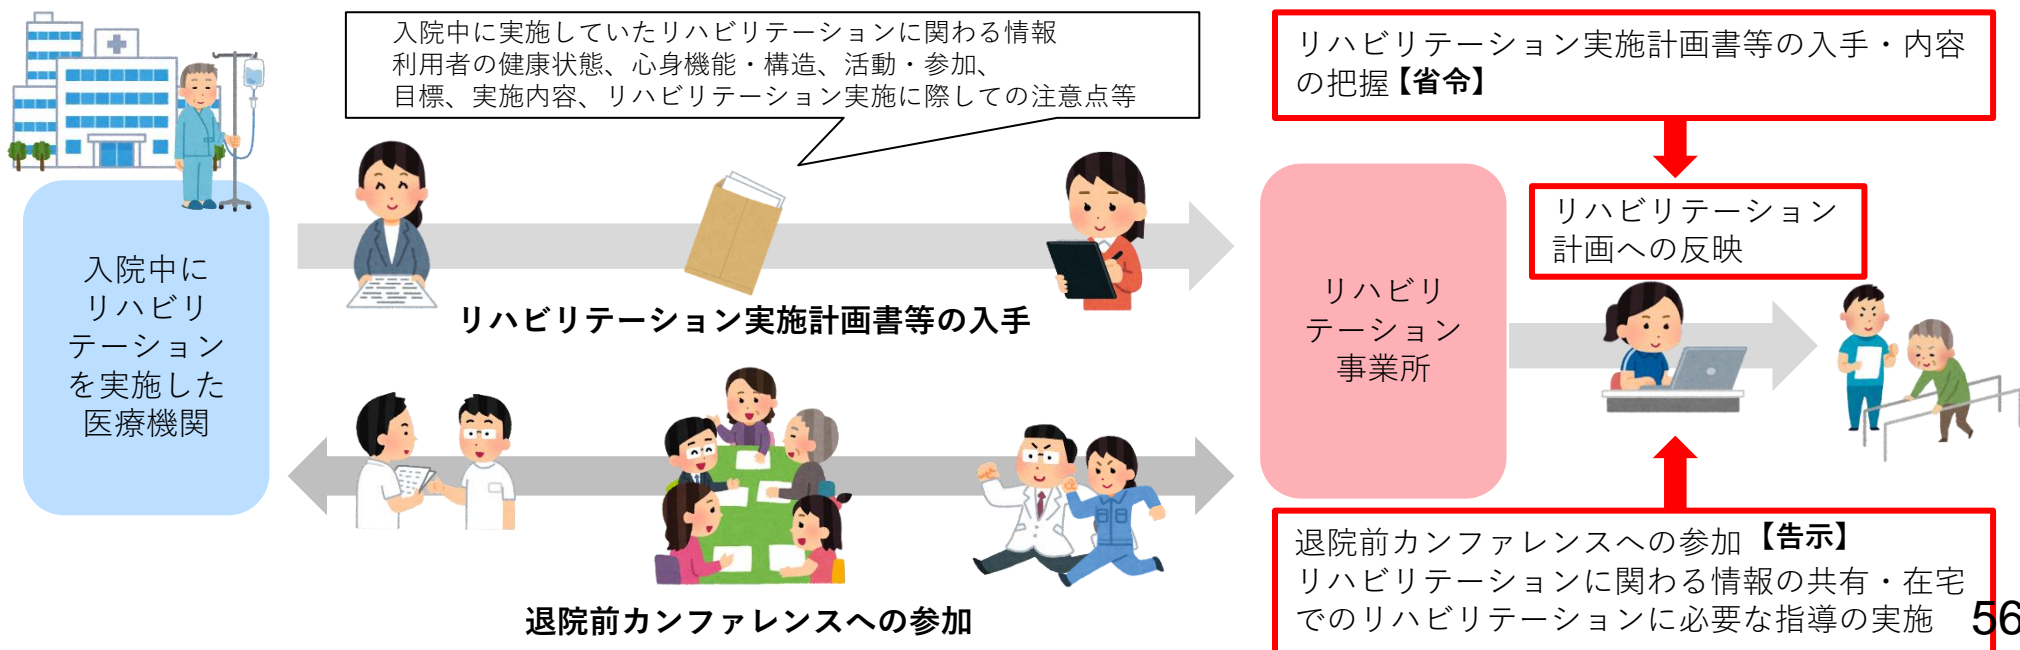 入院中に実施していたリハビリテーションに関わる情報
利用者の健康状態、心身機能・構造、活動・参加、
目標、実施内容、リハビリテーション実施に際しての注意点等
リハビリテーション実施計画書等の入手・内容
の把握【省令】
入院中に
リハビリ
テーション
を実施した
医療機関
リハビリテーション実施計画書等の入手
リハビリ
テーション
事業所
リハビリテーション
計画への反映
退院前カンファレンスへの参加
退院前カンファレンスへの参加【告示】
リハビリテーションに関わる情報の共有・在宅
でのリハビリテーションに必要な指導の実施
56